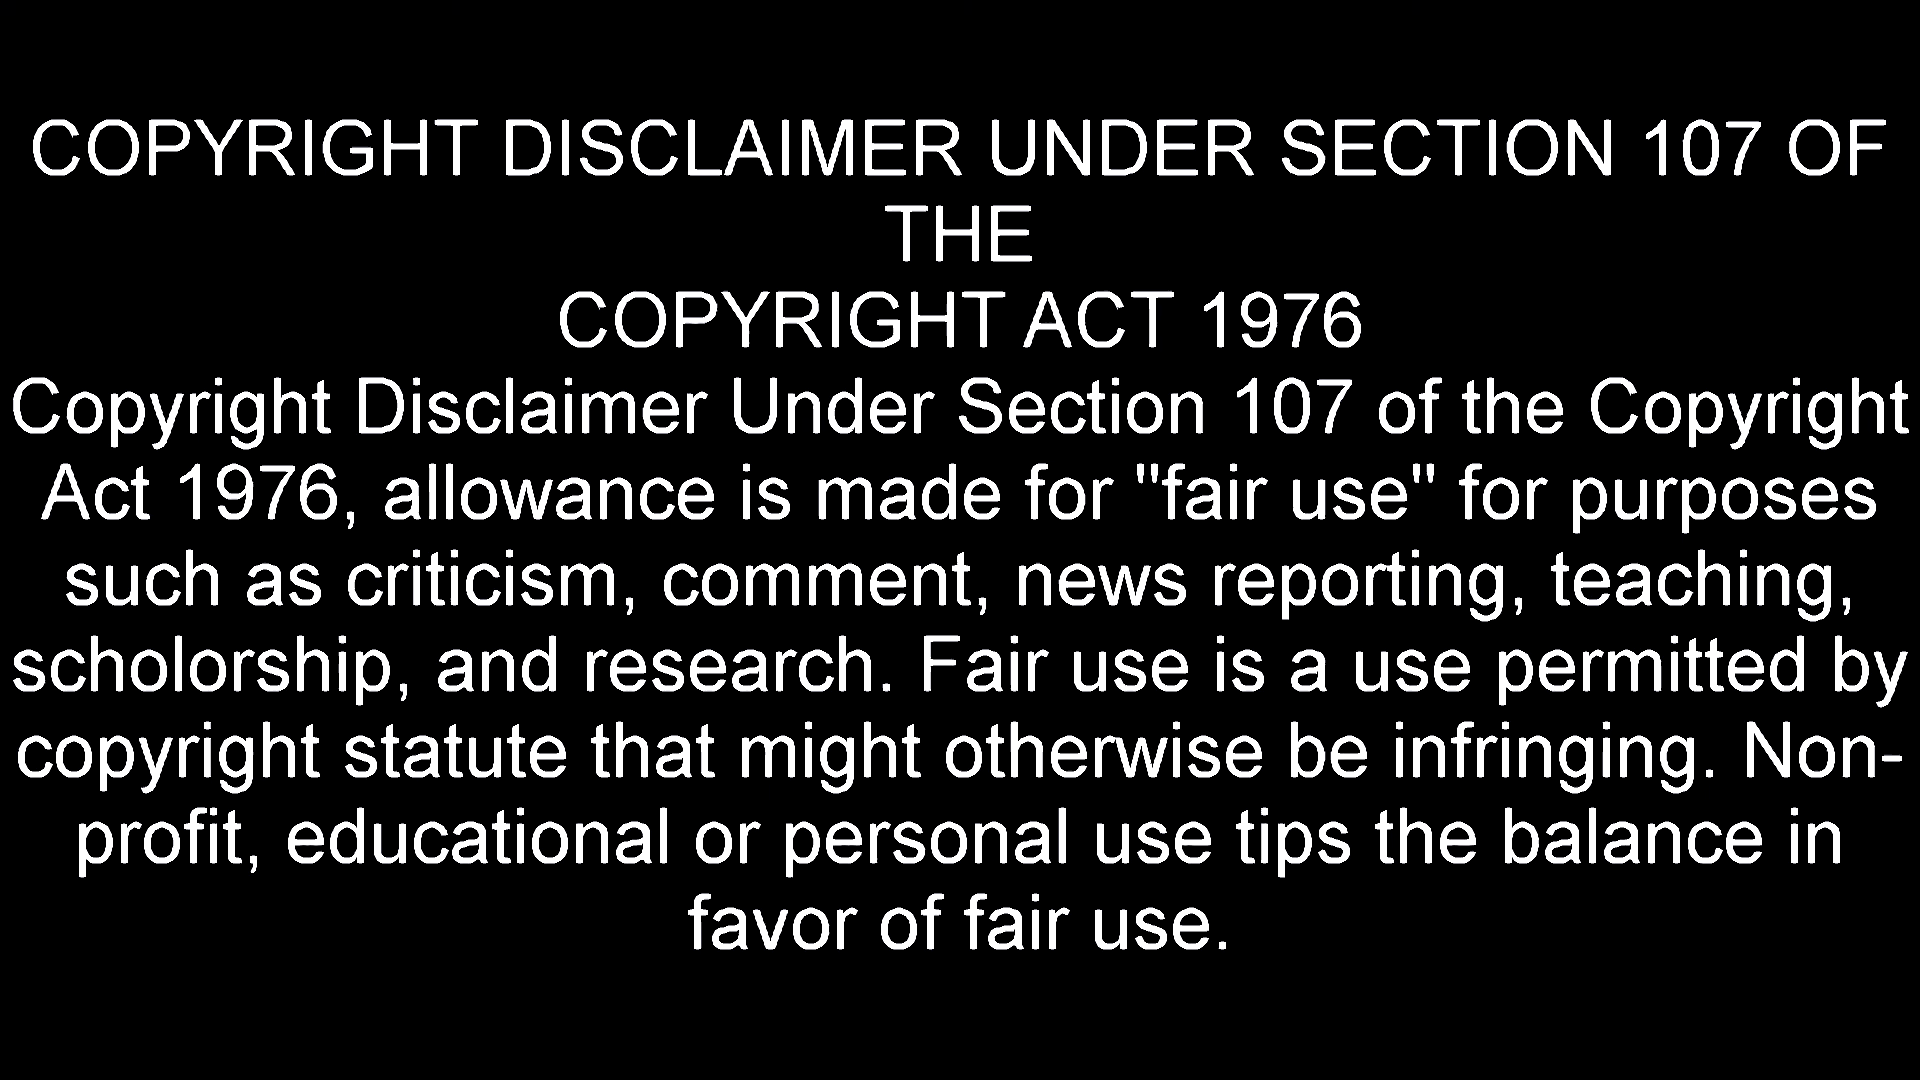 COPYRIGHT DISCLAIMER UNDER SECTION 107 OF
THE
COPYRIGHT ACT 1976
Copyright Disclaimer Under Section 107 of the Copyright
Act 1976, allowance is made for "fair use" for purposes
such as criticism, comment, news reporting, teaching,
scholorship, and research. Fair use is a use permitted by
copyright statute that might otherwise be infringing. Non-
profit, educational or personal use tips the balance in
favor of fair use.